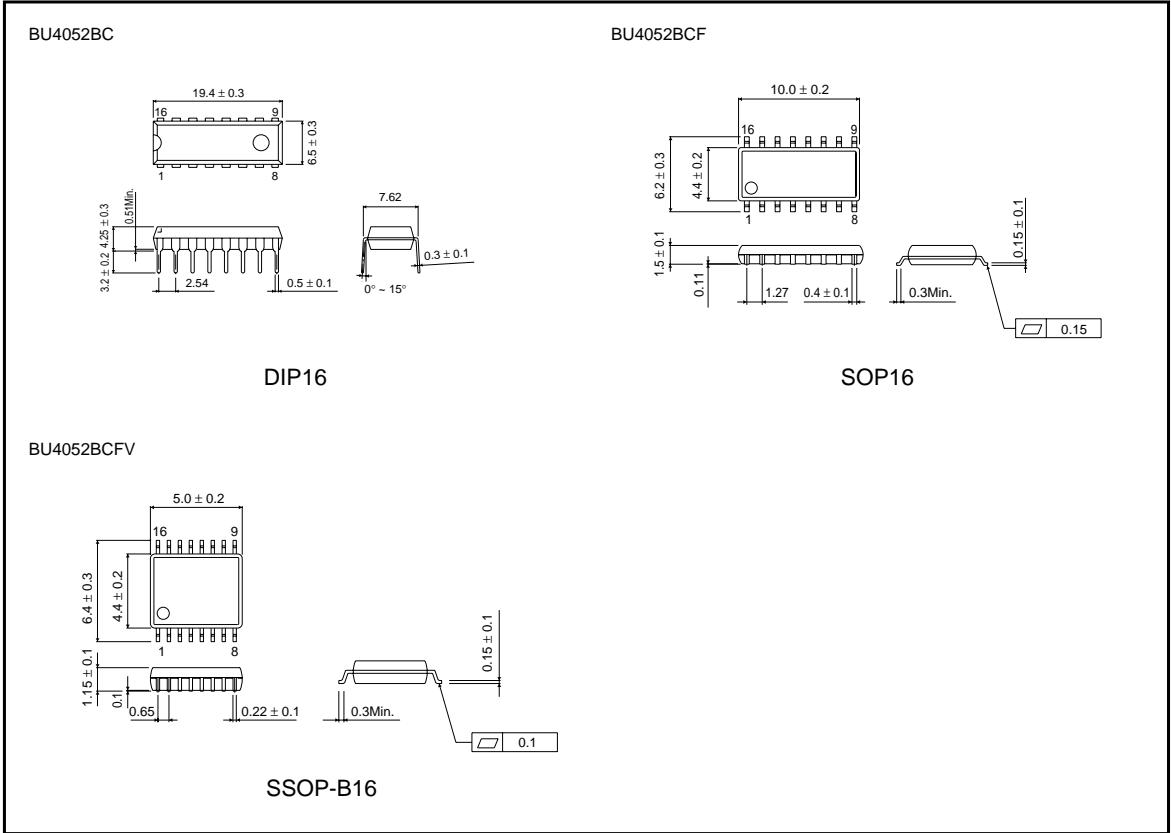 BU4052BC
19.4 ± 0.3
16 9
6.5 ± 0.3
1 8
3.2 ± 0.2
4.25 ± 0.3
0.51Min.
7.62
2.54
0.5 ± 0.1
0.3 ± 0.1
0° ~ 15°
DIP16
BU4052BCF
10.0 ± 0.2
16 9
6.2 ± 0.3
4.4 ± 0.2
1 8
1.5 ± 0.1
0.11
1.27
0.4 ± 0.1
0.3Min.
0.15 ± 0.1
0.15
SOP16
BU4052BCFV
5.0 ± 0.2
16 9
6.4 ± 0.3
4.4 ± 0.2
1 8
1.15 ± 0.1
0.1
0.65
0.22 ± 0.1
0.3Min.
0.15 ± 0.1
0.1
SSOP-B16